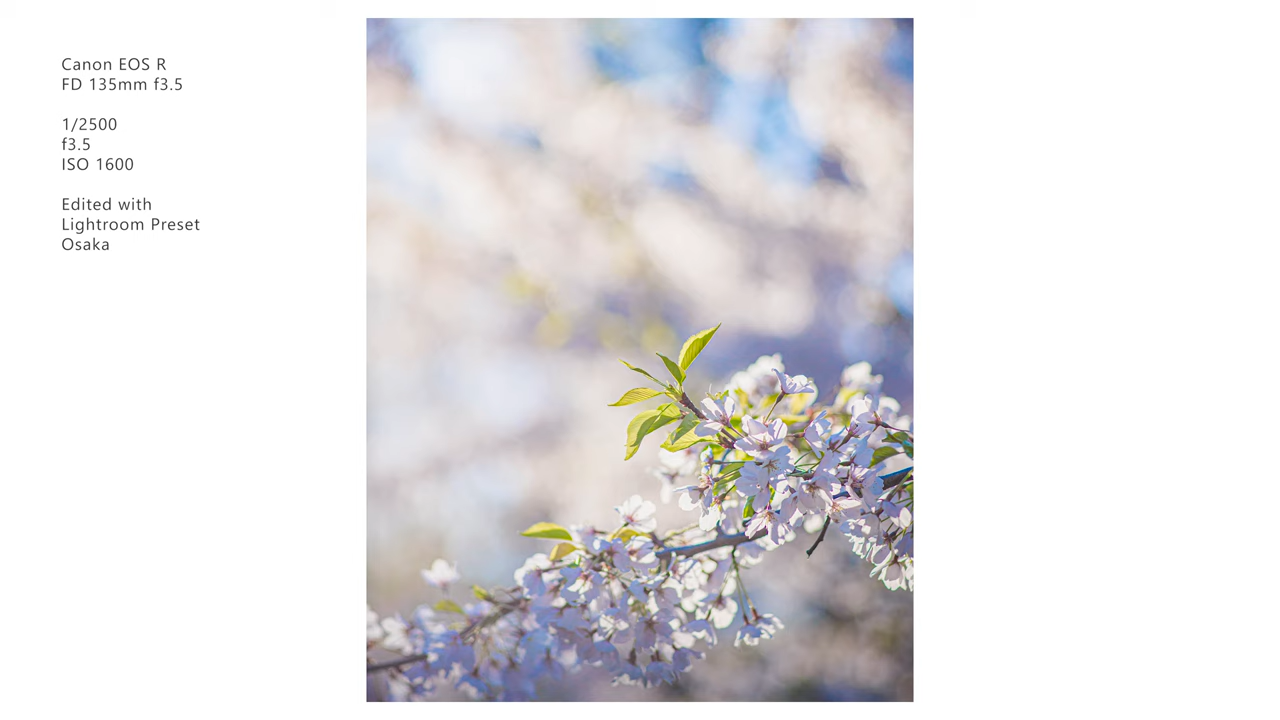 Canon EOS R
FD 135mm f3.5
1/2500
f3.5
ISO 1600
Edited with
Lightroom Preset
Osaka